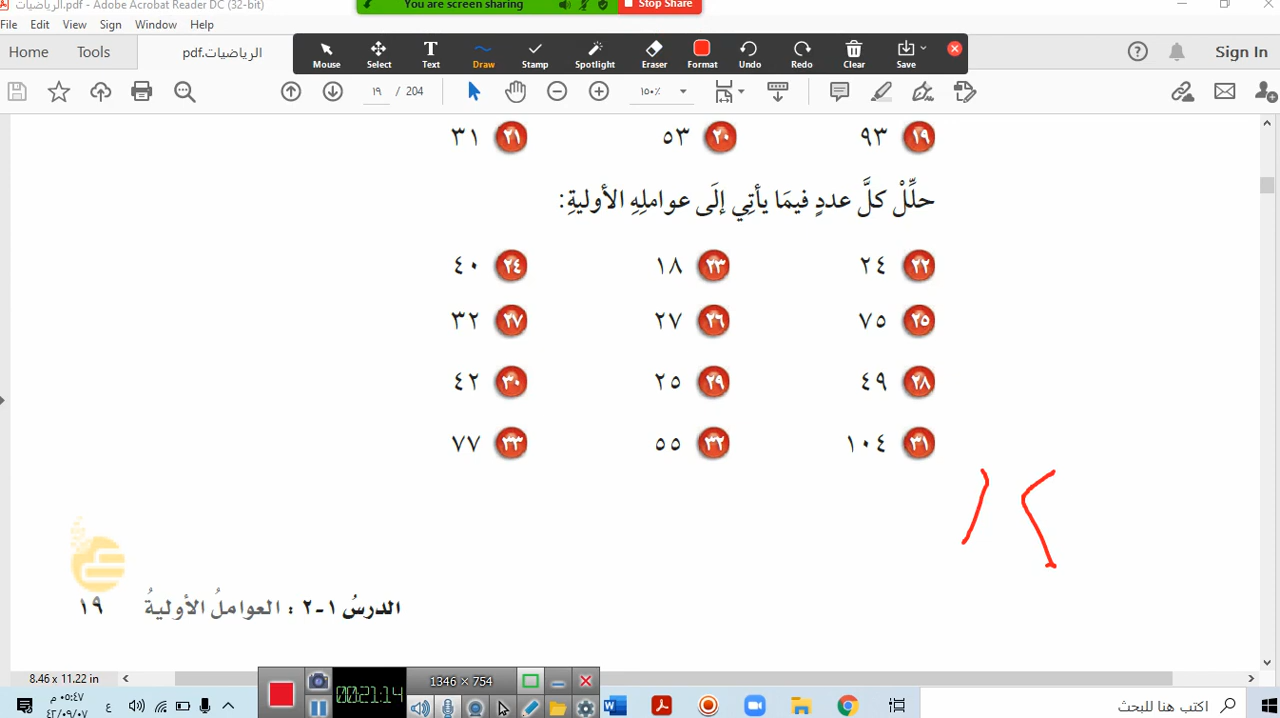 الرياضيات.pdf - Adobe Acrobat Reader DC (32-bit)
You are screen sharing Stop Share
File Edit View Sign Window Help
Home Tools الرياضيات.pdf
Mouse Select Text Draw Stamp Spotlight Eraser Format Undo Redo Clear Save
Sign In
١٩ / 204 ١٥٠٪
١٩ ٩٣ ٢٠ ٥٣ ٢١ ٣١
حلِّلْ كلَّ عددٍ فيمَا يأتِي إلَى عواملِهِ الأوليةِ:
٢٢ ٢٤ ٢٣ ١٨ ٢٤ ٤٠
٢٥ ٧٥ ٢٦ ٢٧ ٢٧ ٣٢
٢٨ ٤٩ ٢٩ ٢٥ ٣٠ ٤٢
٣١ ١٠٤ ٣٢ ٥٥ ٣٣ ٧٧
الدرسُ ١-٢ : العواملُ الأوليةُ ١٩
8.46 x 11.22 in
1346 × 754
00:21:14
اكتب هنا للبحث
ع